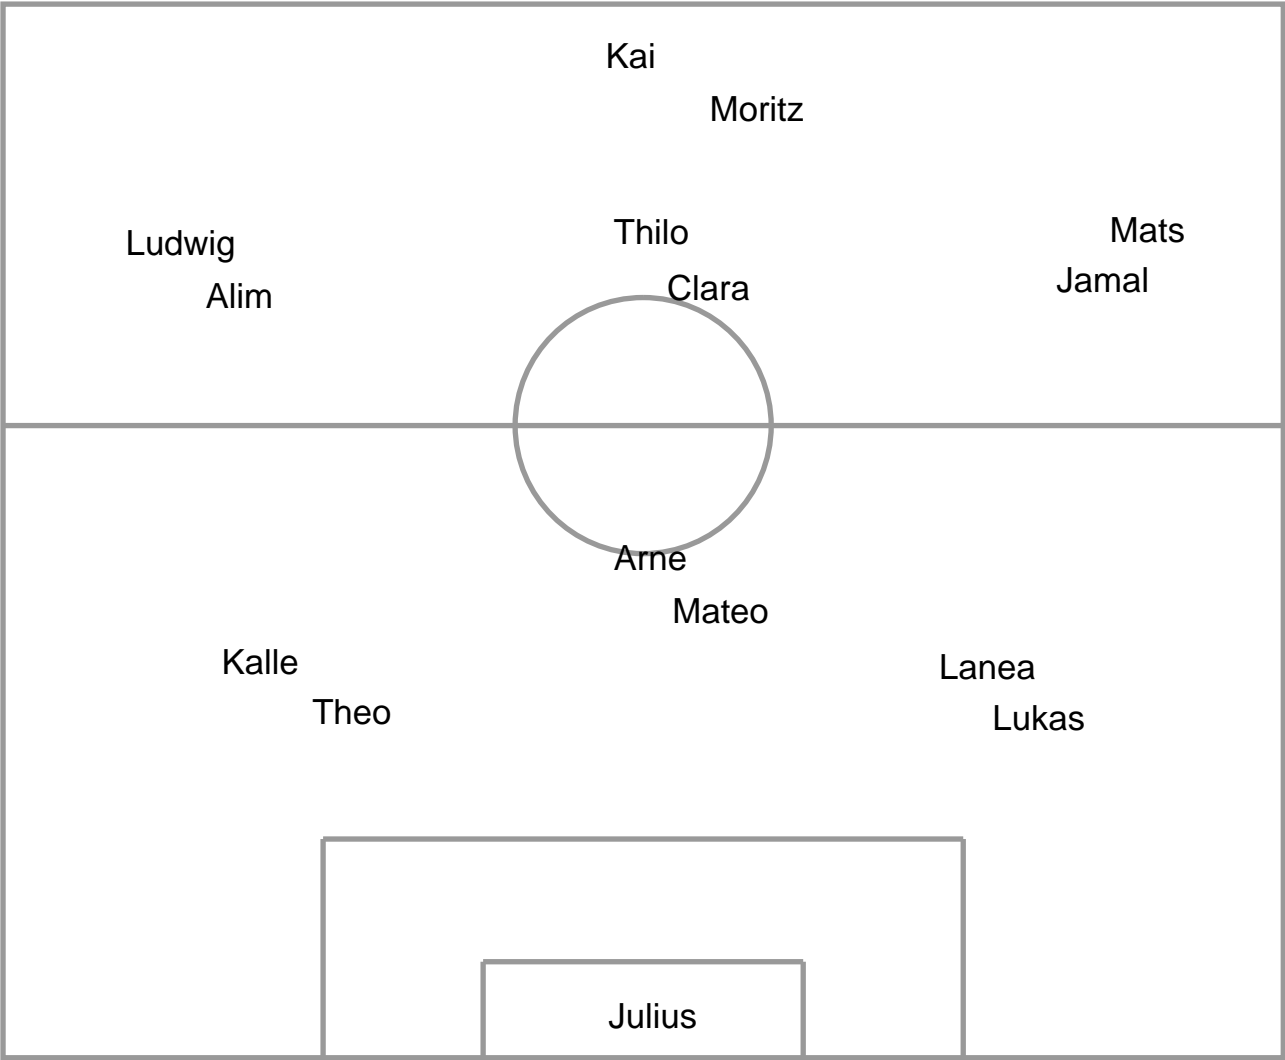 Kai
Moritz
Thilo
Mats
Ludwig
Jamal
Clara
Alim
Arne
Mateo
Kalle
Lanea
Theo
Lukas
Julius